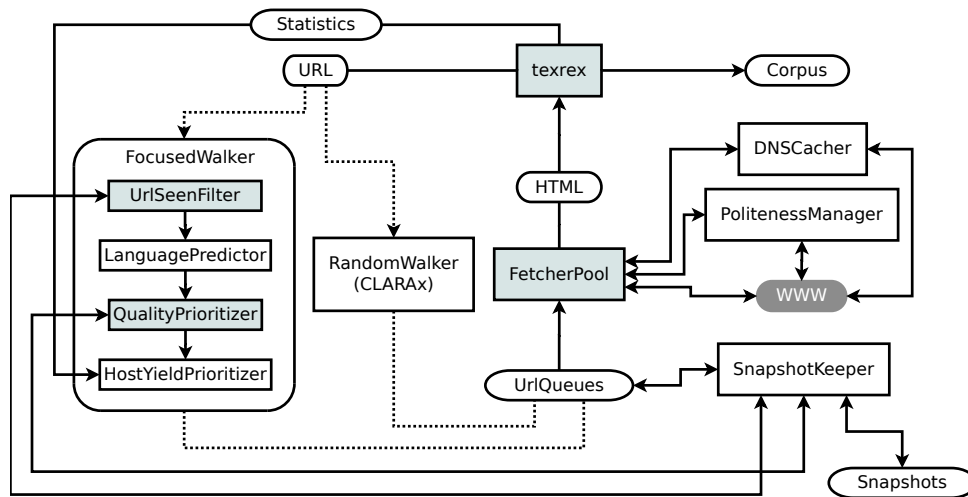 Statistics
URL
texrex
Corpus
FocusedWalker
DNSCacher
UrlSeenFilter
HTML
PolitenessManager
LanguagePredictor
RandomWalker
(CLARAx)
FetcherPool
WWW
QualityPrioritizer
HostYieldPrioritizer
UrlQueues
SnapshotKeeper
Snapshots